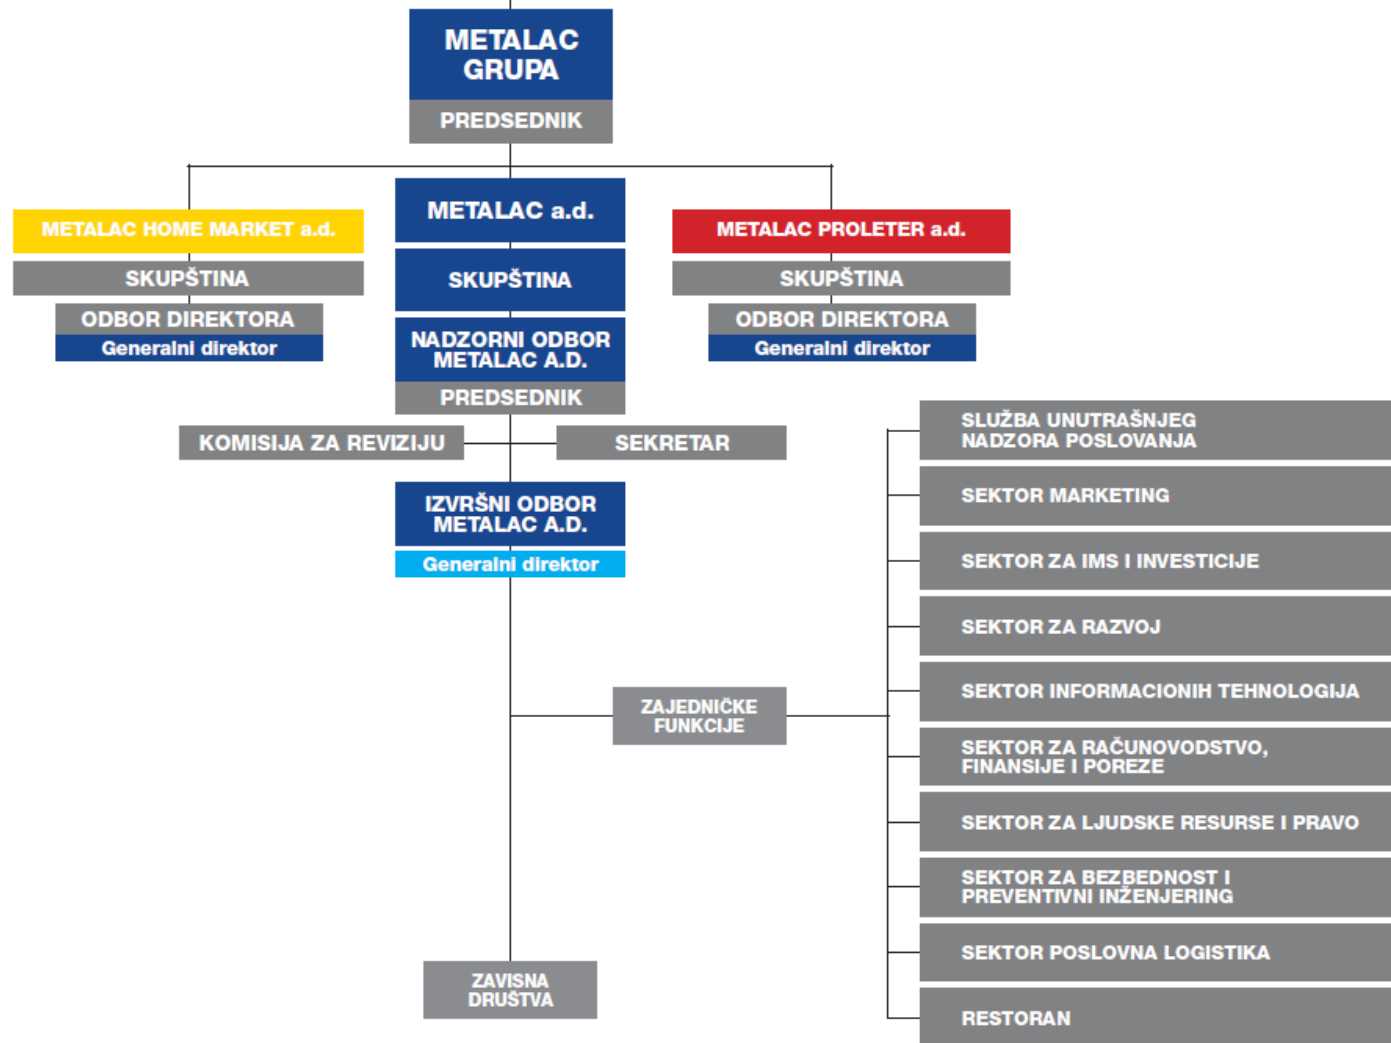 METALAC
GRUPA
PREDSEDNIK
METALAC HOME MARKET a.d.
SKUPŠTINA
ODBOR DIREKTORA
Generalni direktor
METALAC a.d.
SKUPŠTINA
NADZORNI ODBOR
METALAC A.D.
PREDSEDNIK
METALAC PROLETER a.d.
SKUPŠTINA
ODBOR DIREKTORA
Generalni direktor
KOMISIJA ZA REVIZIJU
SEKRETAR
IZVRŠNI ODBOR
METALAC A.D.
Generalni direktor
ZAJEDNIČKE
FUNKCIJE
SLUŽBA UNUTRAŠNJEG
NADZORA POSLOVANJA
SEKTOR MARKETING
SEKTOR ZA IMS I INVESTICIJE
SEKTOR ZA RAZVOJ
SEKTOR INFORMACIONIH TEHNOLOGIJA
SEKTOR ZA RAČUNOVODSTVO,
FINANSIJE I POREZE
SEKTOR ZA LJUDSKE RESURSE I PRAVO
SEKTOR ZA BEZBEDNOST I
PREVENTIVNI INŽENJERING
SEKTOR POSLOVNA LOGISTIKA
RESTORAN
ZAVISNA
DRUŠTVA